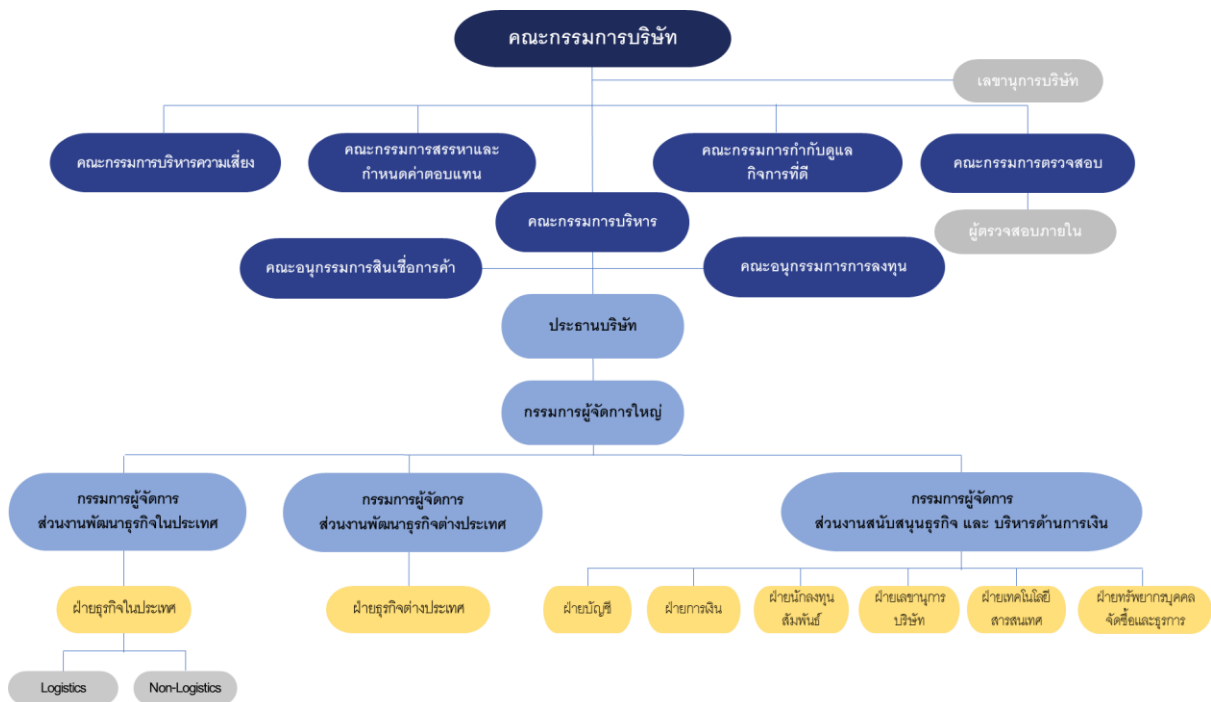 คณะกรรมการบริษัท
เลขานุการบริษัท
คณะกรรมการบริหารความเสี่ยง
คณะกรรมการสรรหาและ
กำหนดค่าตอบแทน
คณะกรรมการกำกับดูแล
กิจการที่ดี
คณะกรรมการตรวจสอบ
คณะกรรมการบริหาร
ผู้ตรวจสอบภายใน
คณะอนุกรรมการสินเชื่อการค้า
คณะอนุกรรมการการลงทุน
ประธานบริษัท
กรรมการผู้จัดการใหญ่
กรรมการผู้จัดการ
ส่วนงานพัฒนาธุรกิจในประเทศ
กรรมการผู้จัดการ
ส่วนงานพัฒนาธุรกิจต่างประเทศ
กรรมการผู้จัดการ
ส่วนงานสนับสนุนธุรกิจ และ บริหารด้านการเงิน
ฝ่ายธุรกิจในประเทศ
ฝ่ายธุรกิจต่างประเทศ
ฝ่ายบัญชี
ฝ่ายการเงิน
ฝ่ายนักลงทุน
สัมพันธ์
ฝ่ายเลขานุการ
บริษัท
ฝ่ายเทคโนโลยี
สารสนเทศ
ฝ่ายทรัพยากรบุคคล
จัดซื้อและธุรการ
Logistics
Non-Logistics